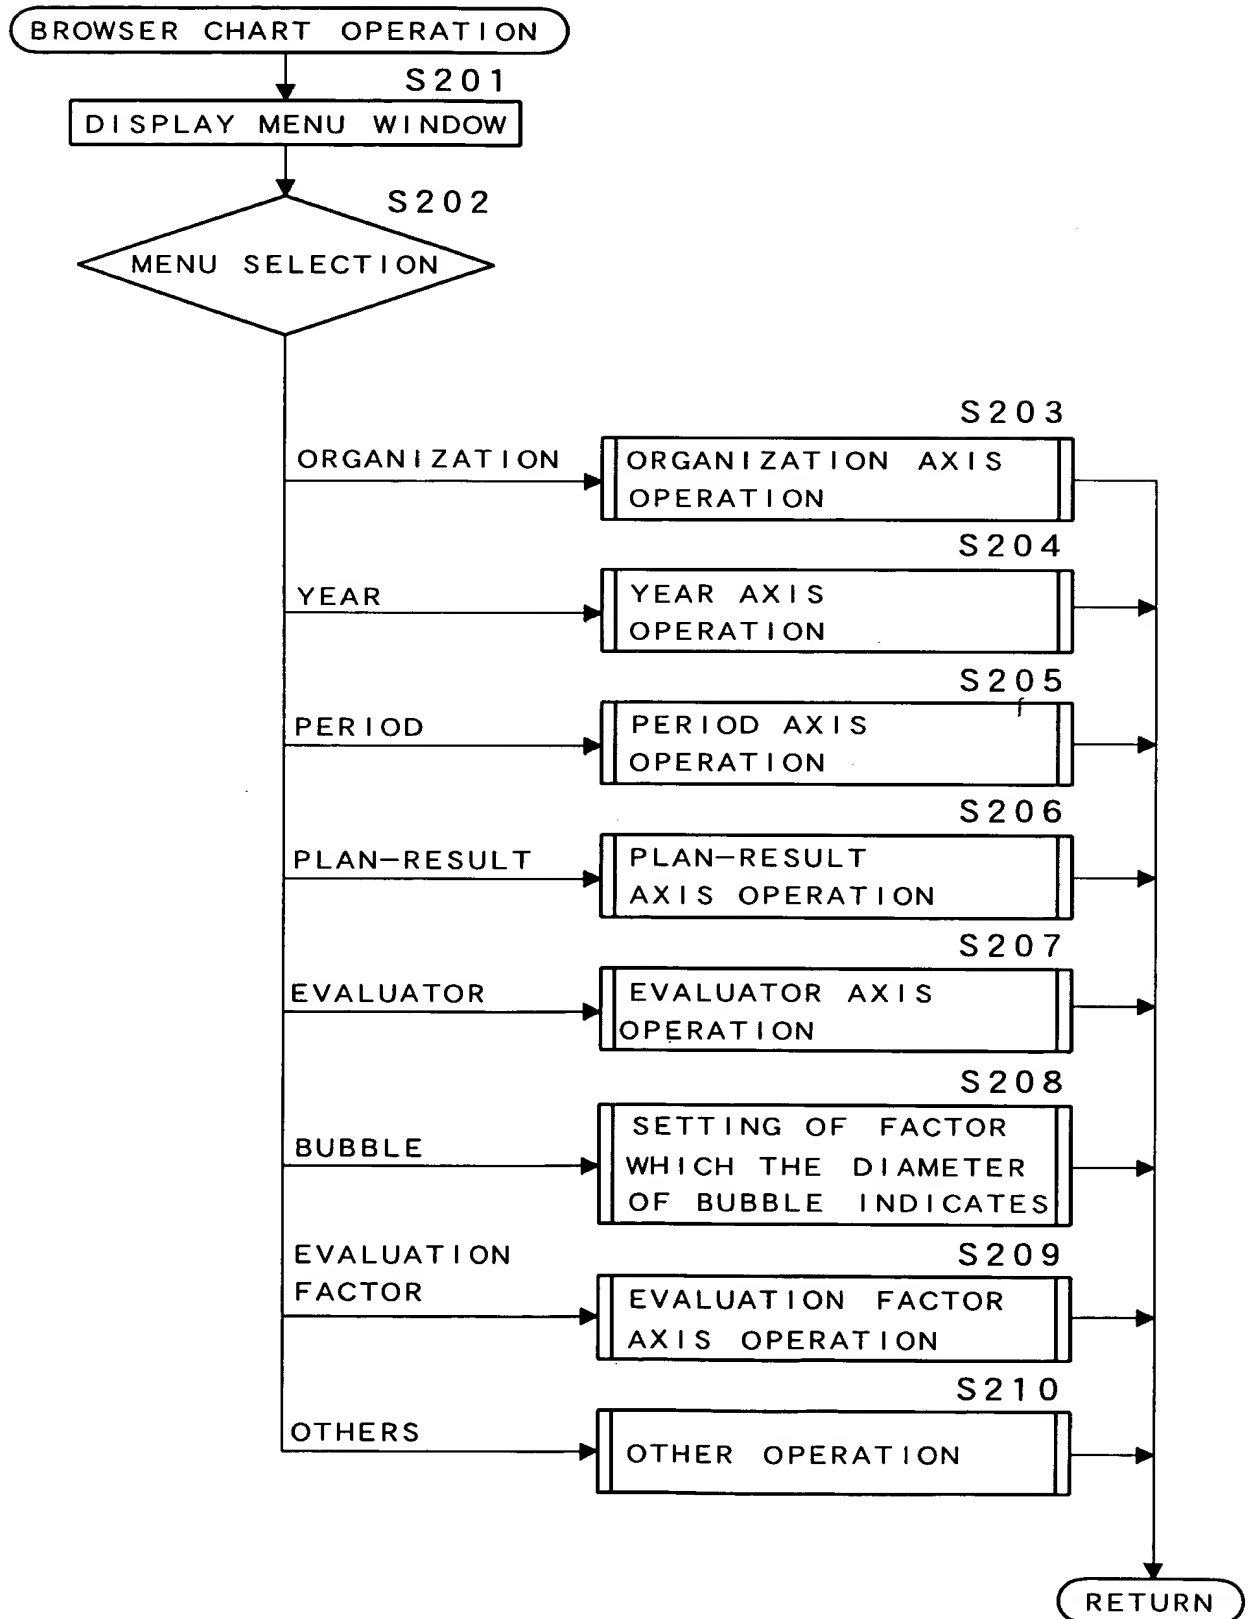 BROWSER CHART OPERATION
S201
DISPLAY MENU WINDOW
S202
MENU SELECTION
S203
ORGANIZATION
ORGANIZATION AXIS
OPERATION
S204
YEAR
YEAR AXIS
OPERATION
S205
PERIOD
PERIOD AXIS
OPERATION
S206
PLAN-RESULT
PLAN-RESULT
AXIS OPERATION
S207
EVALUATOR
EVALUATOR AXIS
OPERATION
S208
BUBBLE
SETTING OF FACTOR
WHICH THE DIAMETER
OF BUBBLE INDICATES
S209
EVALUATION
FACTOR
EVALUATION FACTOR
AXIS OPERATION
S210
OTHERS
OTHER OPERATION
RETURN